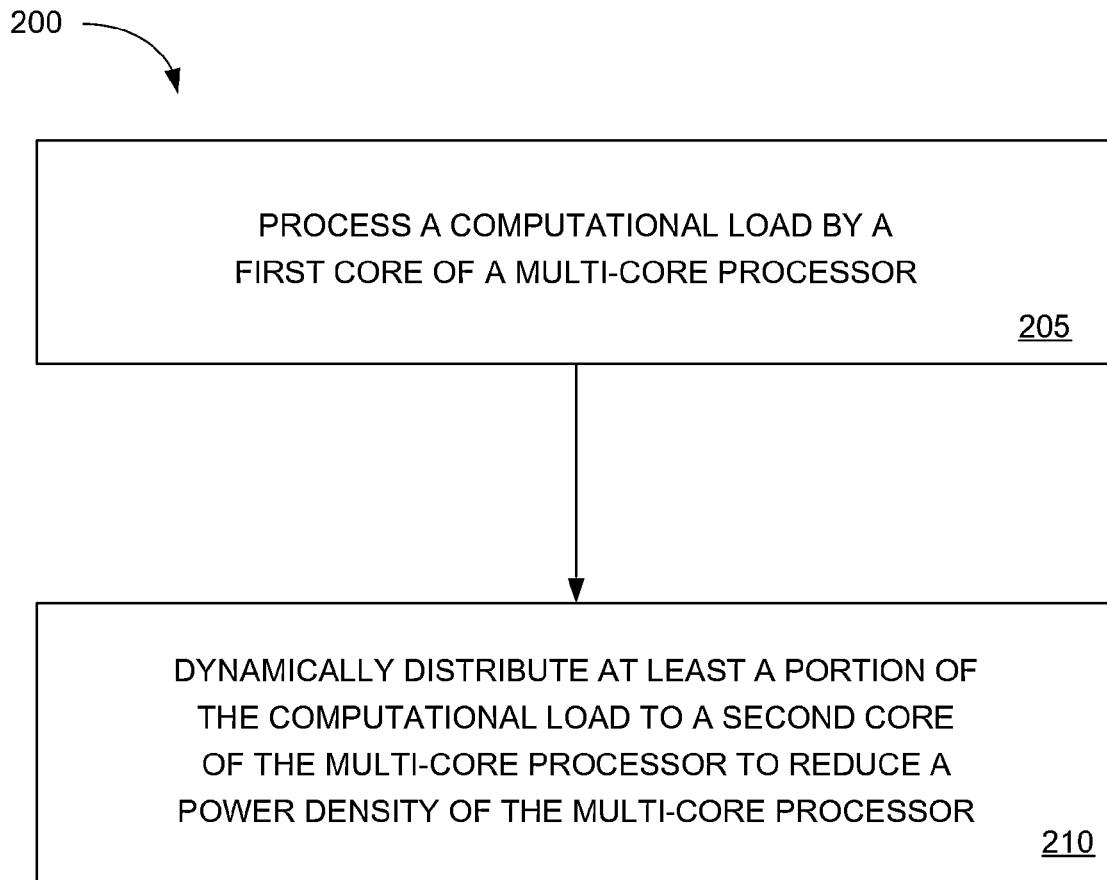 200
PROCESS A COMPUTATIONAL LOAD BY A
FIRST CORE OF A MULTI-CORE PROCESSOR
205
DYNAMICALLY DISTRIBUTE AT LEAST A PORTION OF
THE COMPUTATIONAL LOAD TO A SECOND CORE
OF THE MULTI-CORE PROCESSOR TO REDUCE A
POWER DENSITY OF THE MULTI-CORE PROCESSOR
210